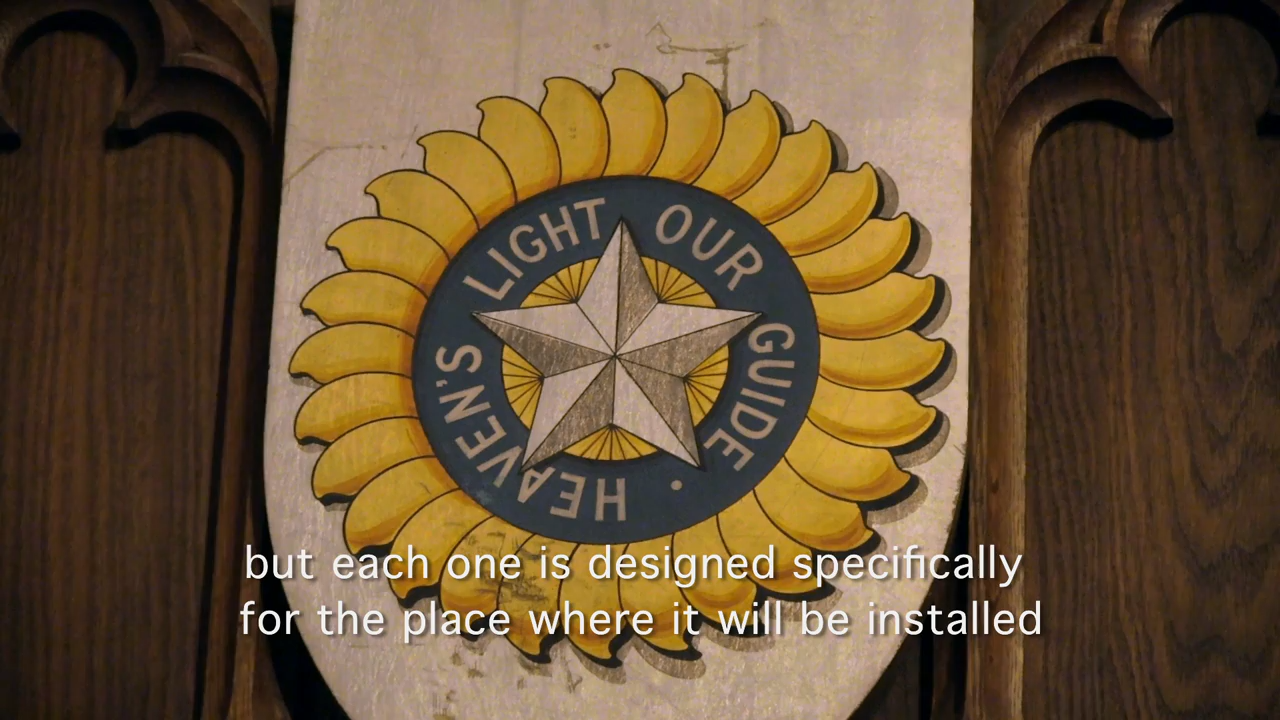 HEAVEN'S LIGHT OUR GUIDE ·
but each one is designed specifically
for the place where it will be installed